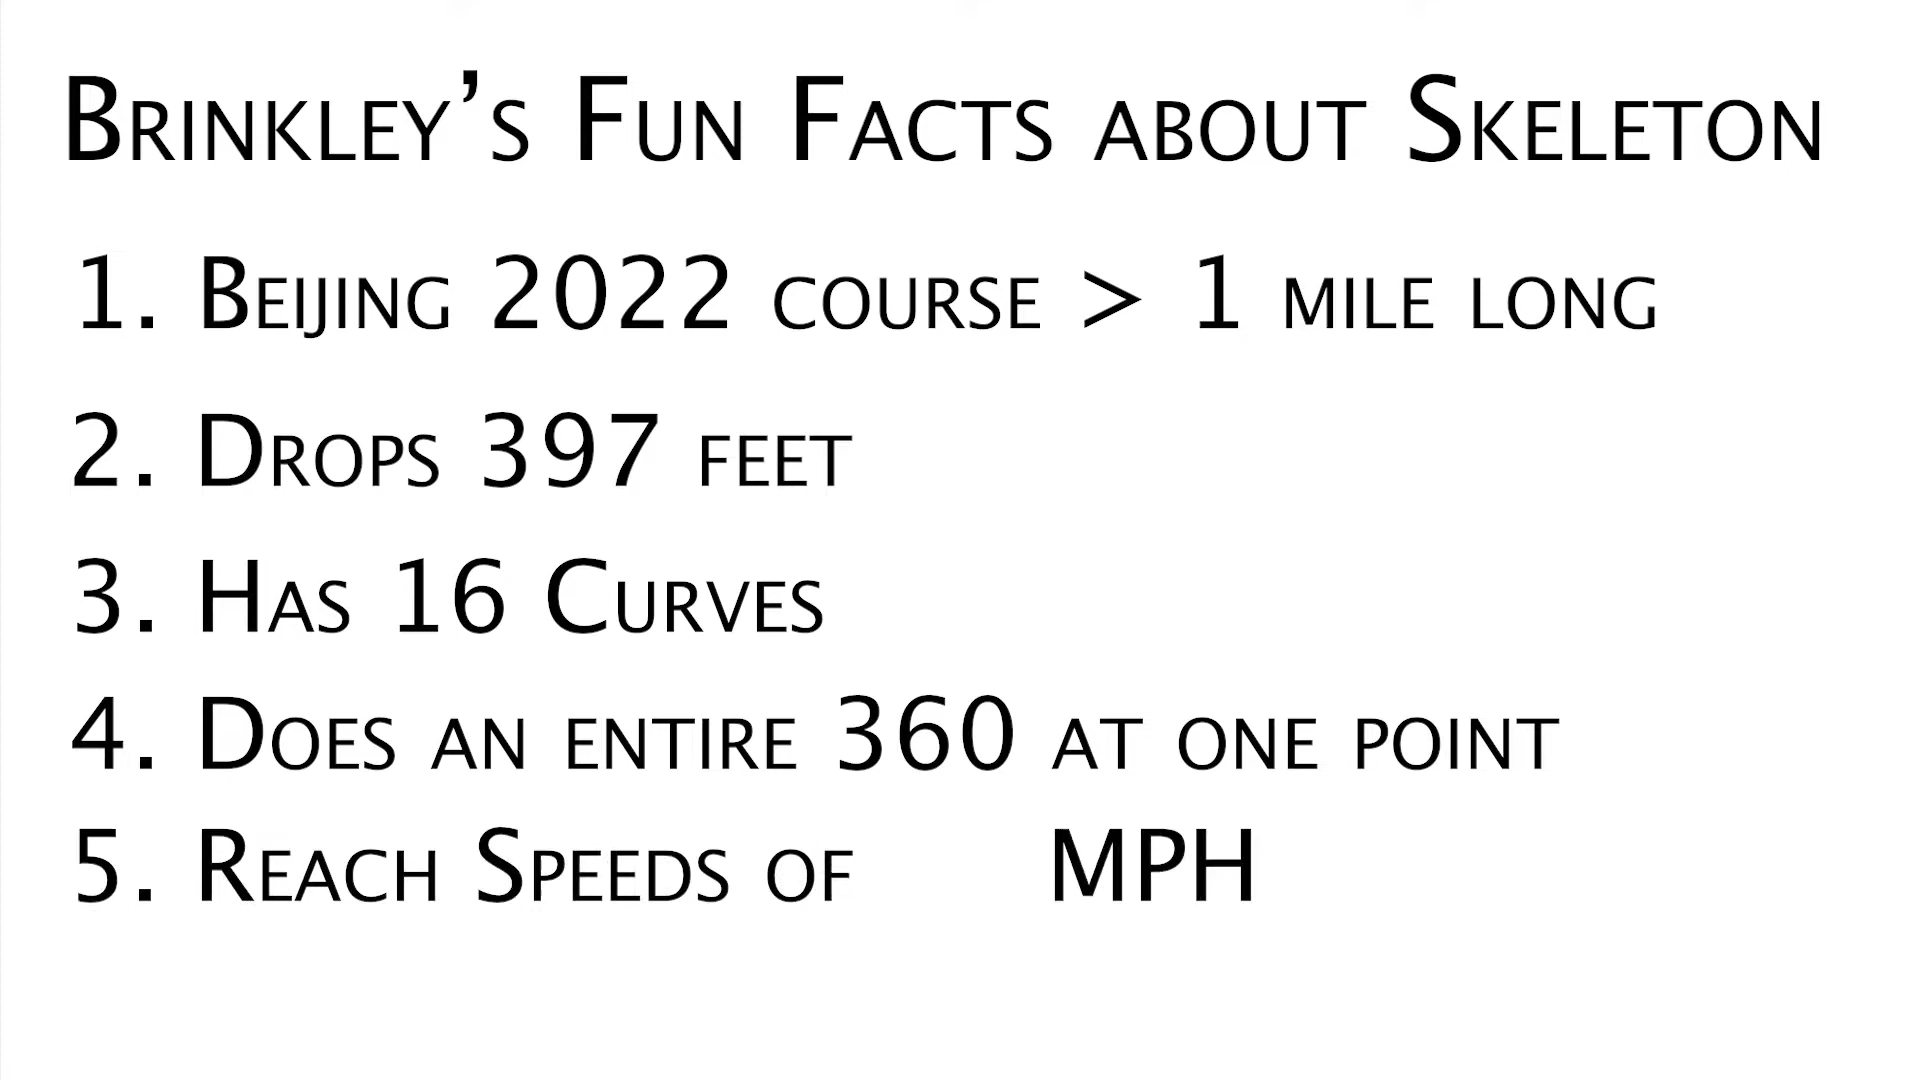 Brinkley's Fun Facts about Skeleton
1. Beijing 2022 course > 1 mile long
2. Drops 397 feet
3. Has 16 Curves
4. Does an entire 360 at one point
5. Reach Speeds of MPH